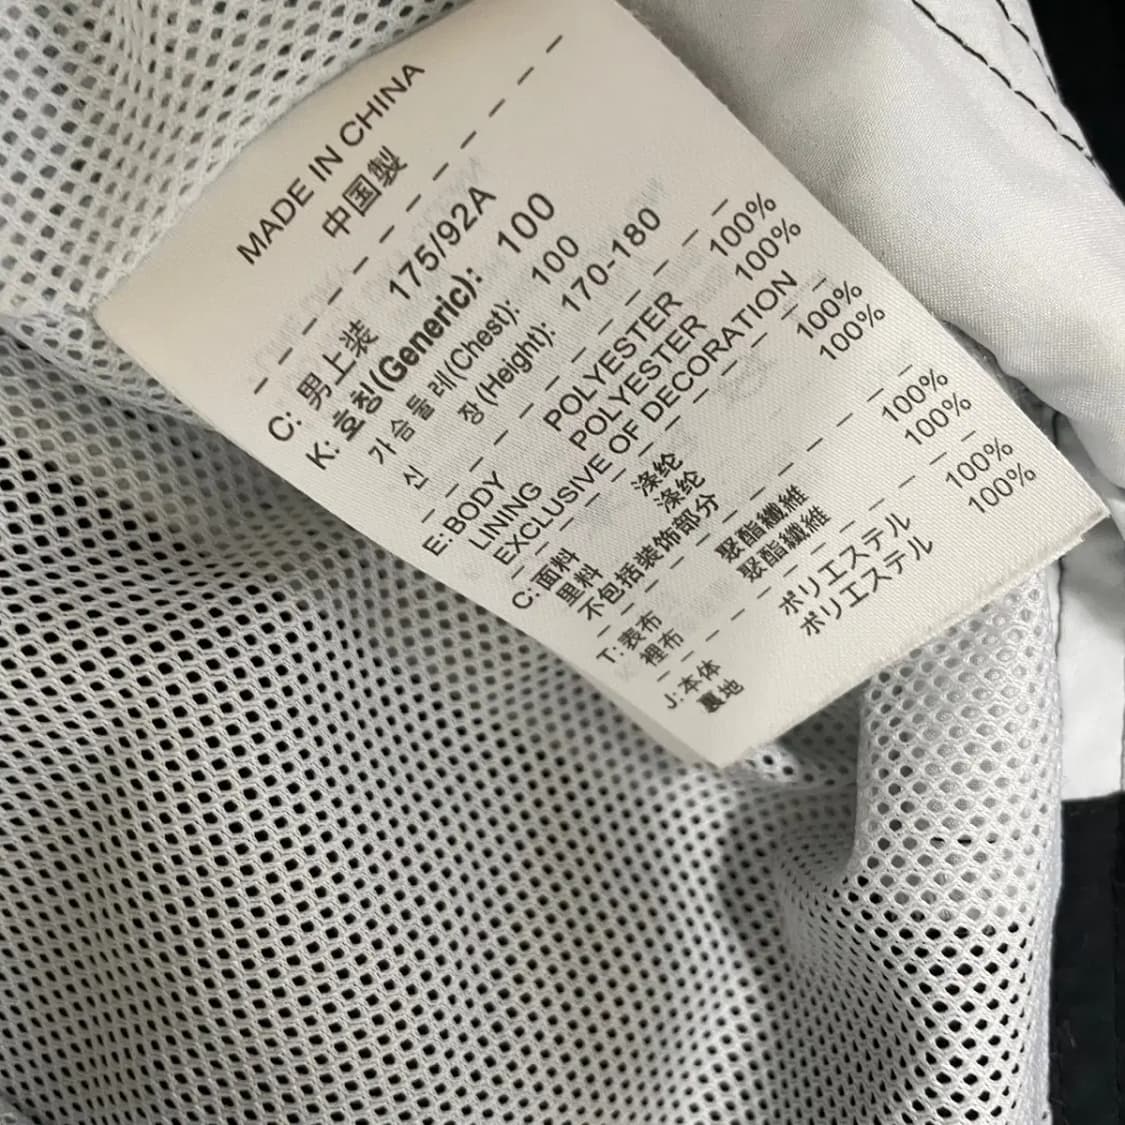 MADE IN CHINA
中国製
C: 男上装 175/92A
K: 호칭(Generic): 100
가슴둘레(Chest): 100
신 장(Height): 170-180
E:BODY POLYESTER 100%
LINING POLYESTER 100%
EXCLUSIVE OF DECORATION
C: 面料 涤纶 100%
里料 涤纶 100%
不包括装饰部分
T: 表布 聚酯纖維 100%
裡布 聚酯纖維 100%
J: 本体 ポリエステル 100%
裏地 ポリエステル 100%